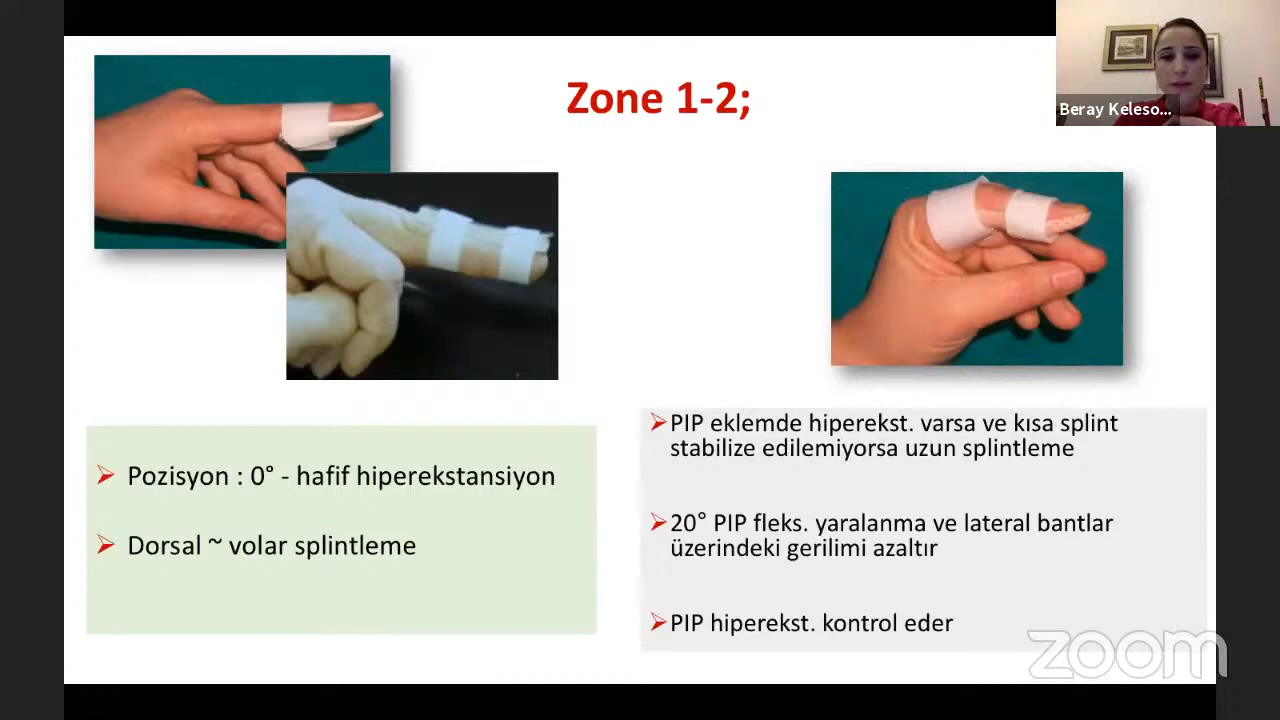 Zone 1-2;
Beray Keleso...
Pozisyon : 0° - hafif hiperekstansiyon
Dorsal ~ volar splintleme
PIP eklemde hiperekst. varsa ve kısa splint
stabilize edilemiyorsa uzun splintleme
20° PIP fleks. yaralanma ve lateral bantlar
üzerindeki gerilimi azaltır
PIP hiperekst. kontrol eder
zoom